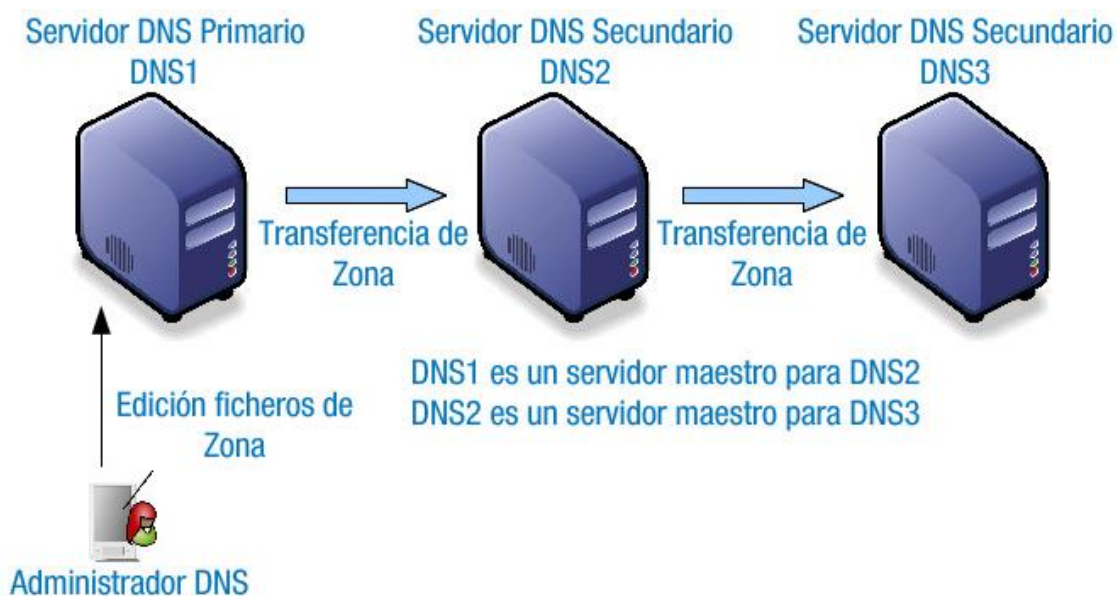 Servidor DNS Primario
DNS1
Servidor DNS Secundario
DNS2
Servidor DNS Secundario
DNS3
Transferencia de
Zona
Transferencia de
Zona
DNS1 es un servidor maestro para DNS2
DNS2 es un servidor maestro para DNS3
Edición ficheros de
Zona
Administrador DNS